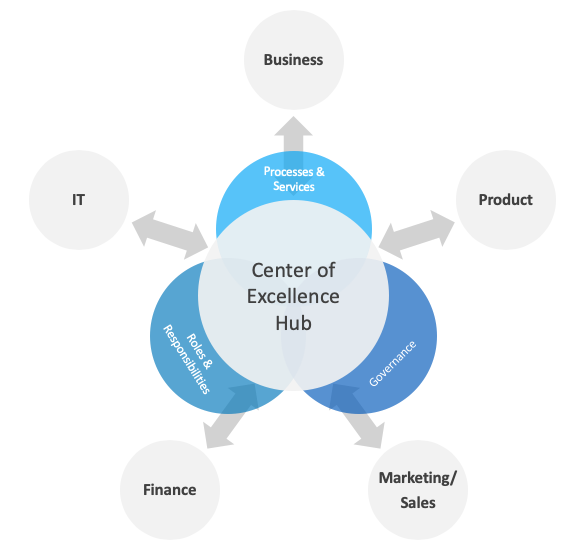 Business
Processes &
Services
IT
Product
Center of
Excellence
Hub
Roles &
Responsibilities
Governance
Finance
Marketing/
Sales